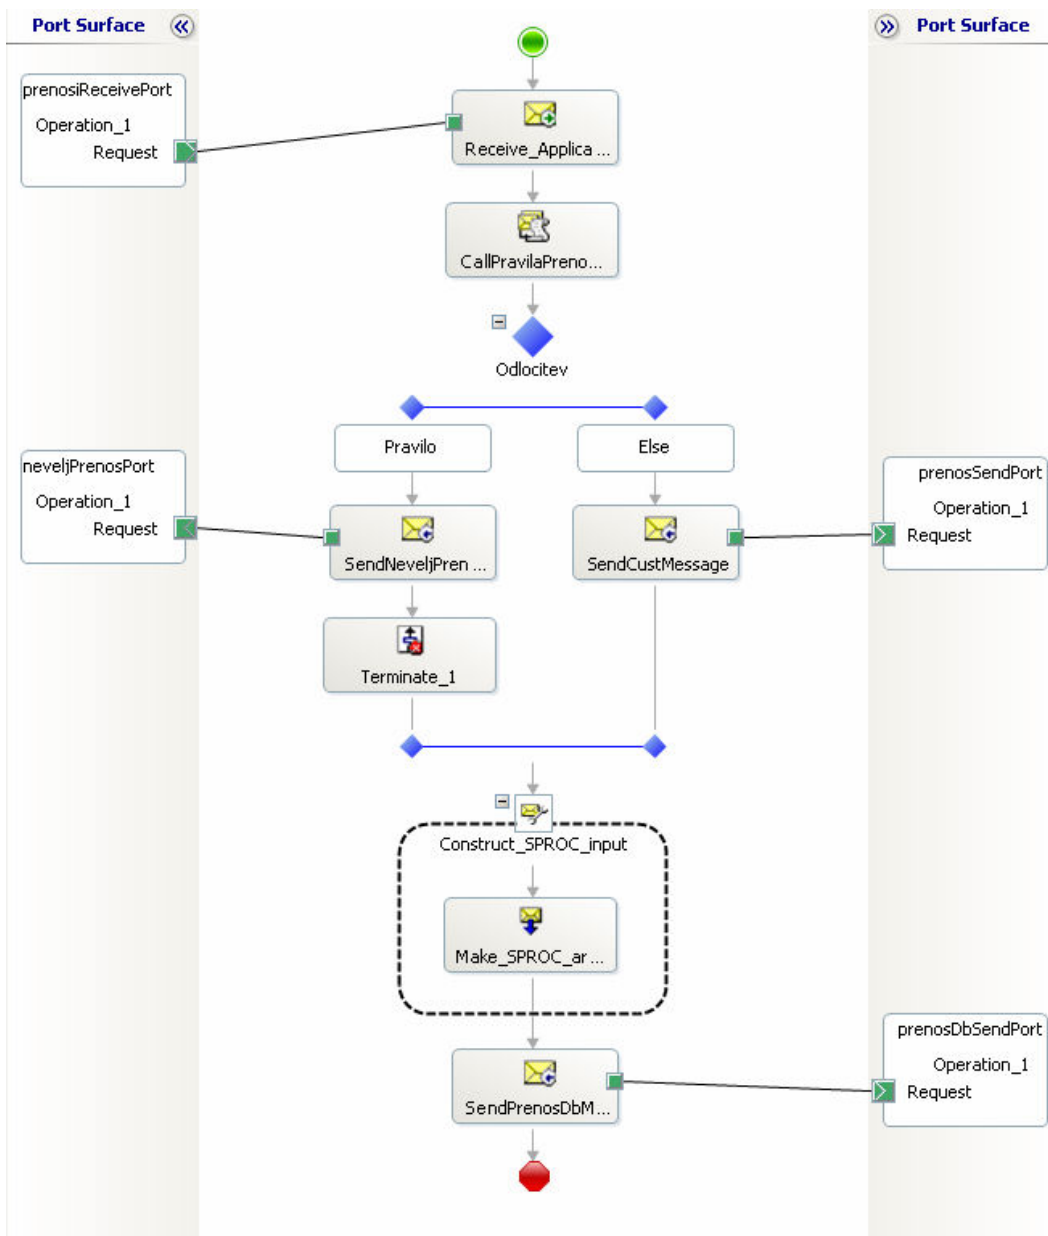 Port Surface
Port Surface
prenosiReceivePort
Operation_1
Request
Receive_Applica ...
CallPravilaPreno...
Odlocitev
Pravilo
Else
neveljPrenosPort
Operation_1
Request
SendNeveljPren ...
SendCustMessage
prenosSendPort
Operation_1
Request
Terminate_1
Construct_SPROC_input
Make_SPROC_ar...
SendPrenosDbM...
prenosDbSendPort
Operation_1
Request